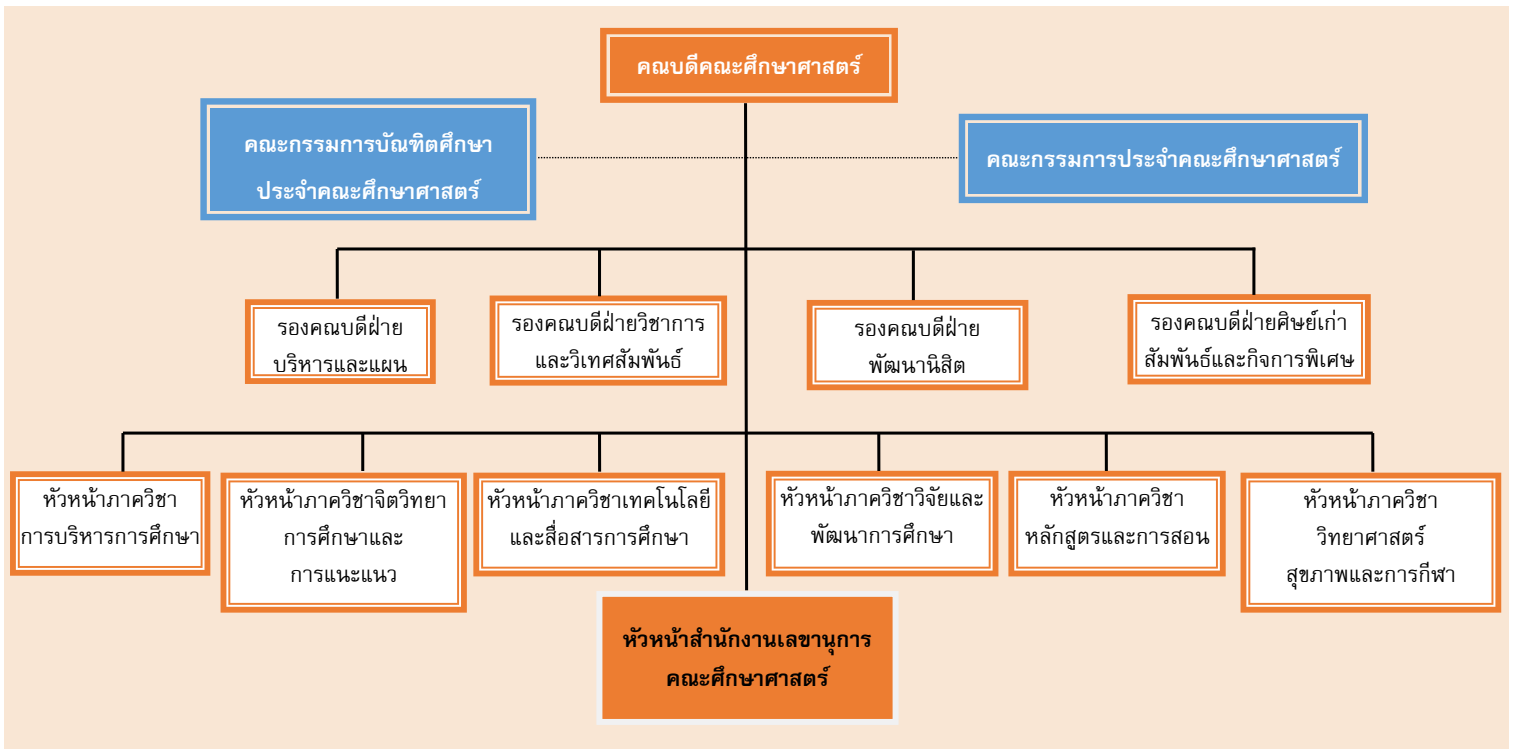 คณบดีคณะศึกษาศาสตร์
คณะกรรมการบัณฑิตศึกษา
ประจำคณะศึกษาศาสตร์
คณะกรรมการประจำคณะศึกษาศาสตร์
รองคณบดีฝ่าย
บริหารและแผน
รองคณบดีฝ่ายวิชาการ
และวิเทศสัมพันธ์
รองคณบดีฝ่าย
พัฒนานิสิต
รองคณบดีฝ่ายศิษย์เก่า
สัมพันธ์และกิจการพิเศษ
หัวหน้าภาควิชา
การบริหารการศึกษา
หัวหน้าภาควิชาจิตวิทยา
การศึกษาและ
การแนะแนว
หัวหน้าภาควิชาเทคโนโลยี
และสื่อสารการศึกษา
หัวหน้าภาควิชาวิจัยและ
พัฒนาการศึกษา
หัวหน้าภาควิชา
หลักสูตรและการสอน
หัวหน้าภาควิชา
วิทยาศาสตร์
สุขภาพและการกีฬา
หัวหน้าสำนักงานเลขานุการ
คณะศึกษาศาสตร์